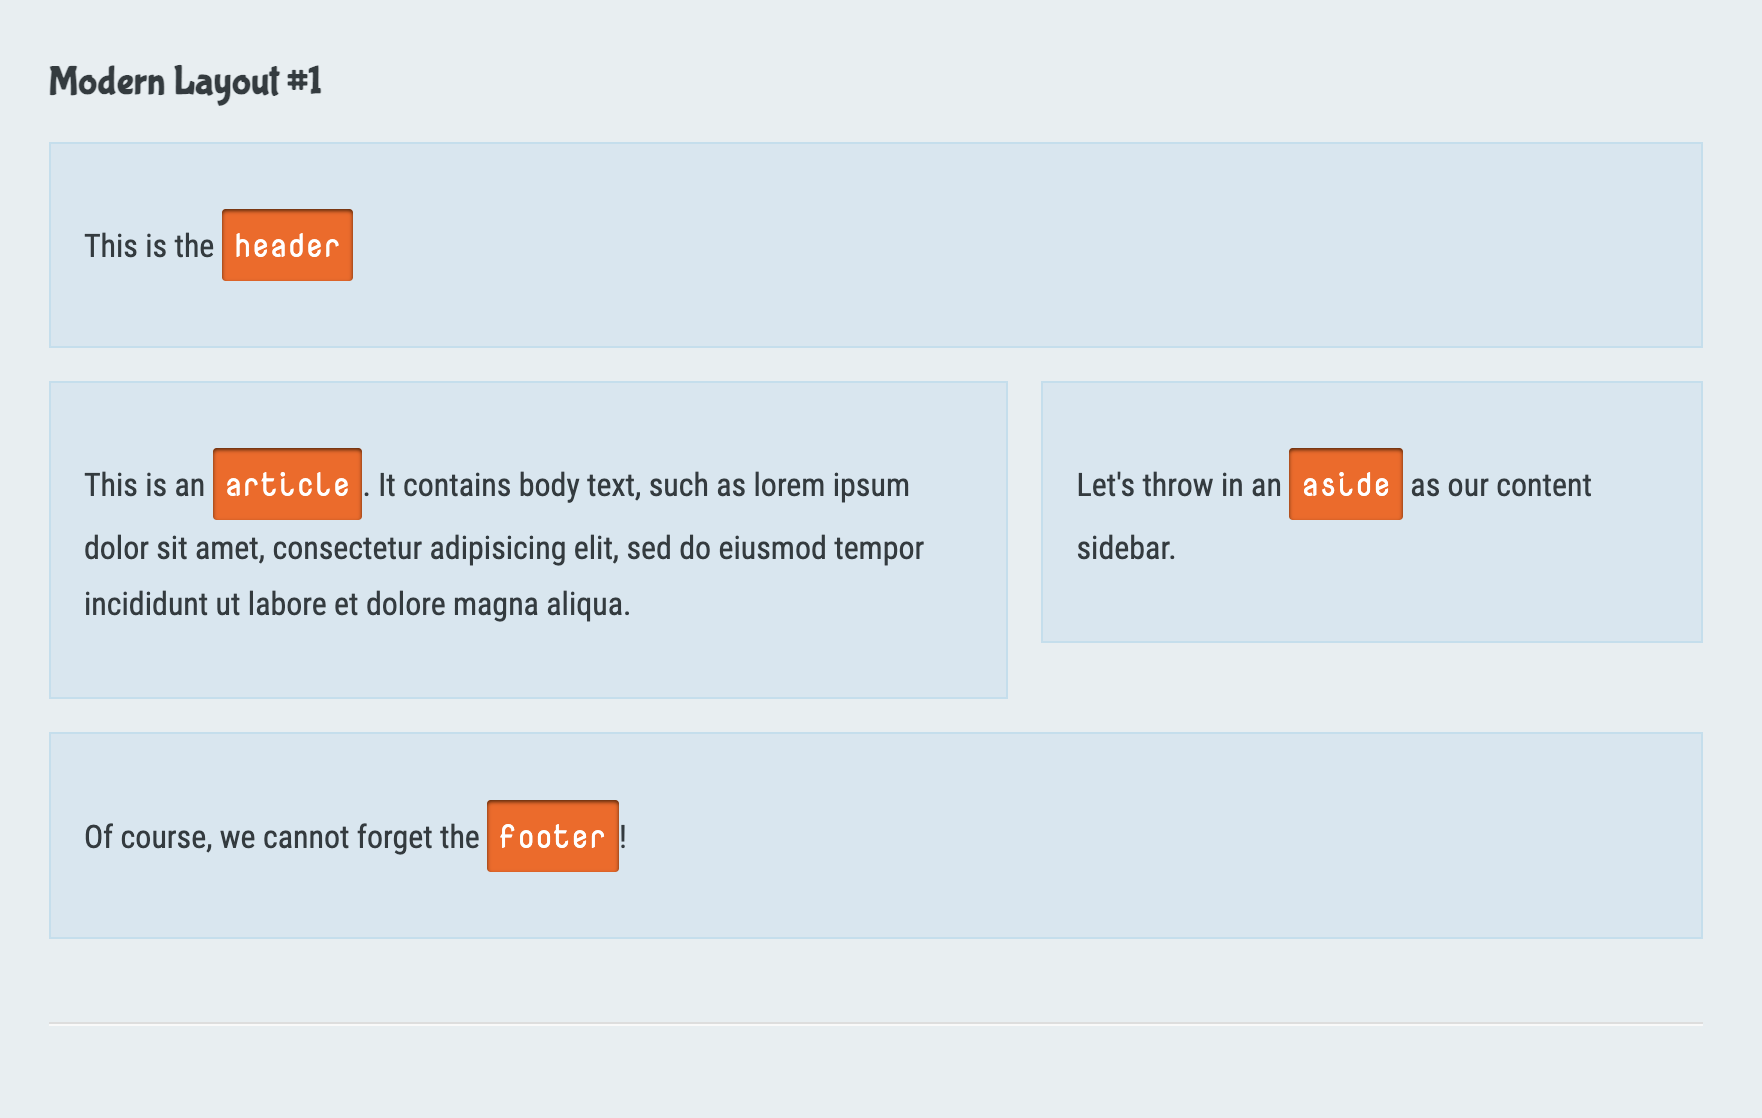 Modern Layout #1
This is the header
This is an article. It contains body text, such as lorem ipsum
dolor sit amet, consectetur adipisicing elit, sed do eiusmod tempor
incididunt ut labore et dolore magna aliqua.
Let's throw in an aside as our content
sidebar.
Of course, we cannot forget the footer!